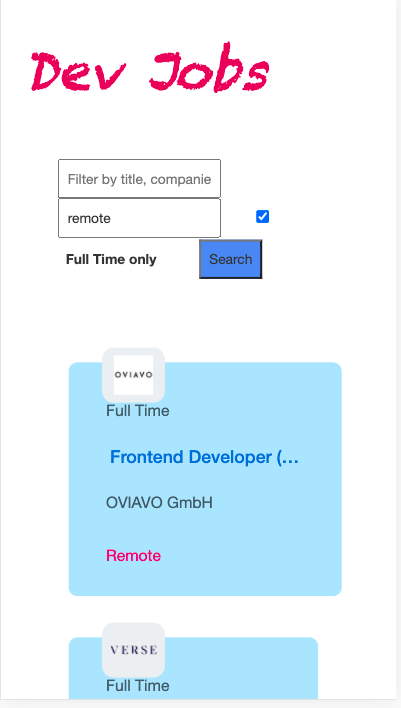 Dev Jobs
Filter by title, companie
remote
Full Time only
Search
OVIAVO
Full Time
Frontend Developer (...
OVIAVO GmbH
Remote
VERSE
Full Time